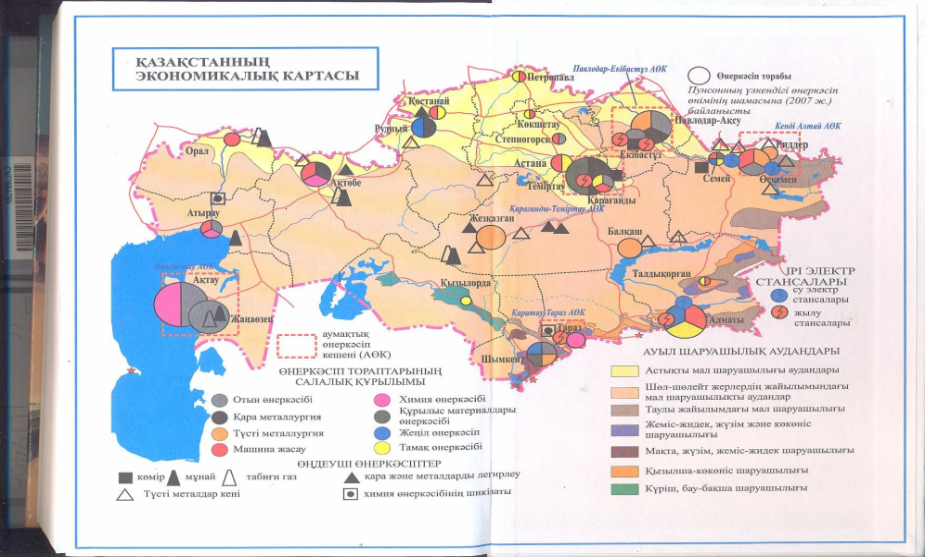 ҚАЗАҚСТАННЫҢ
ЭКОНОМИКАЛЫҚ КАРТАСЫ
Петропавл
Павлодар-Екібастұз АӨК
Өнеркәсіп торабы
Пунсонның үлкендігі өнеркәсіп
өнімінің шамасына (2007 ж.)
байланысты
Қостанай
Рудный
Көкшетау
Степногорск
Павлодар-Ақсу
Кенді Алтай АӨК
Орал
Риддер
Астана
Екібастұз
Семей
Өскемен
Ақтөбе
Теміртау
Қарағанды
Атырау
Қарағанды-Теміртау АӨК
Жезқазған
Балқаш
Ақтау
Талдықорған
ІРІ ЭЛЕКТР
СТАНСАЛАРЫ
су электр
стансалары
жылу
стансалары
Қызылорда
Жаңаөзен
Қаратау-Тараз АӨК
Тараз
Алматы
Шымкент
аумақтық
өнеркәсіп
кешені (АӨК)
ӨНЕРКӘСІП ТОРАПТАРЫНЫҢ
САЛАЛЫҚ ҚҰРЫЛЫМЫ
Отын өнеркәсібі
Қара металлургия
Түсті металлургия
Машина жасау
Химия өнеркәсібі
Құрылыс материалдары
өнеркәсібі
Жеңіл өнеркәсіп
Тамақ өнеркәсібі
ӨҢДЕУШІ ӨНЕРКӘСІПТЕР
көмір
мұнай
табиғи газ
қара және металдарды легирлеу
Түсті металдар кені
химия өнеркәсібінің шикізаты
АУЫЛ ШАРУАШЫЛЫҚ АУДАНДАРЫ
Астықты мал шаруашылығы аудандары
Шөл-шөлейт жерлердің жайылымындағы
мал шаруашылықты аудандар
Таулы жайылымдағы мал шаруашылығы
Жеміс-жидек, жүзім және көкөніс
шаруашылығы
Мақта, жүзім, жеміс-жидек шаруашылығы
Қызылша-көкөніс шаруашылығы
Күріш, бау-бақша шаруашылығы